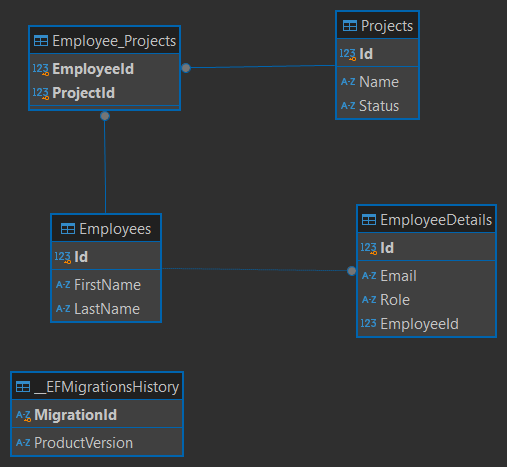 Employee_Projects
123 EmployeeId
123 ProjectId
Projects
123 Id
A-Z Name
A-Z Status
Employees
123 Id
A-Z FirstName
A-Z LastName
EmployeeDetails
123 Id
A-Z Email
A-Z Role
123 EmployeeId
__EFMigrationsHistory
A-Z MigrationId
A-Z ProductVersion